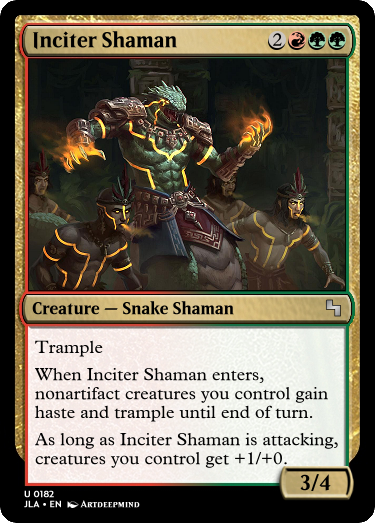 Inciter Shaman 2
Creature — Snake Shaman
Trample
When Inciter Shaman enters,
nonartifact creatures you control gain
haste and trample until end of turn.
As long as Inciter Shaman is attacking,
creatures you control get +1/+0.
3/4
U 0182
JLA • EN Artdeepmind